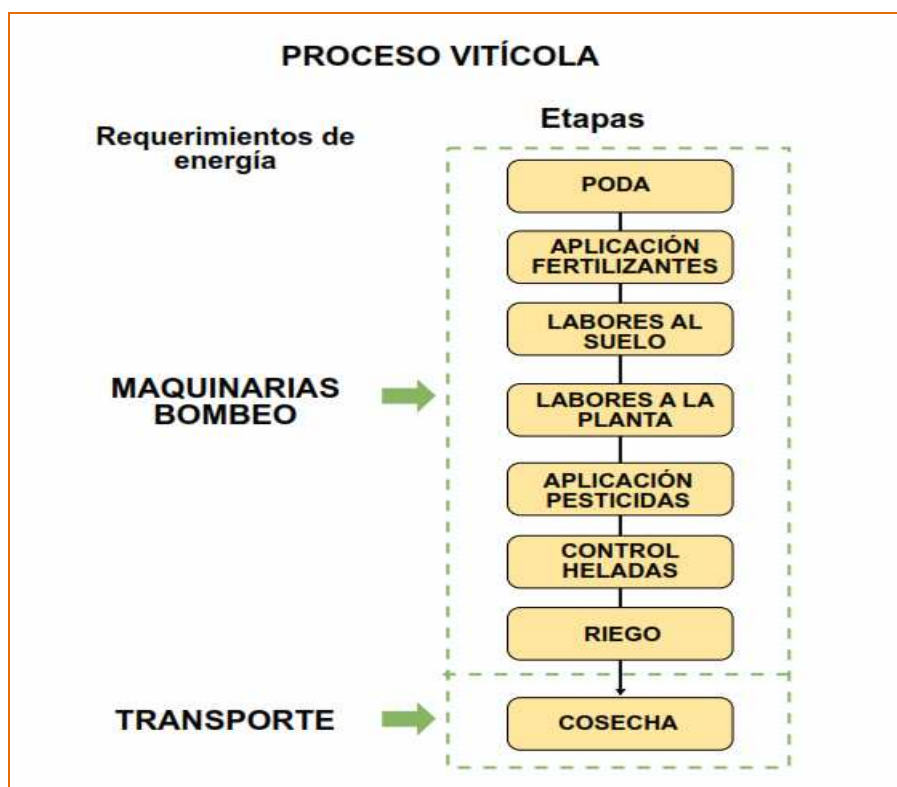 PROCESO VITÍCOLA
Requerimientos de
energía
Etapas
PODA
APLICACIÓN
FERTILIZANTES
LABORES AL
SUELO
MAQUINARIAS
BOMBEO
LABORES A LA
PLANTA
APLICACIÓN
PESTICIDAS
CONTROL
HELADAS
RIEGO
TRANSPORTE
COSECHA